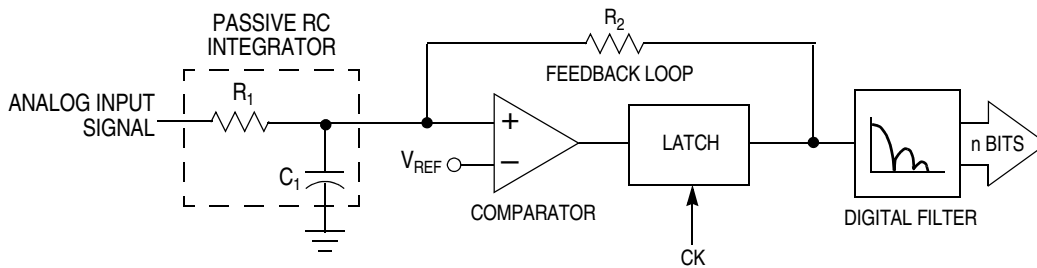 PASSIVE RC
INTEGRATOR
R1
ANALOG INPUT
SIGNAL
C1
R2
FEEDBACK LOOP
+
−
VREF
COMPARATOR
LATCH
CK
DIGITAL FILTER
n BITS